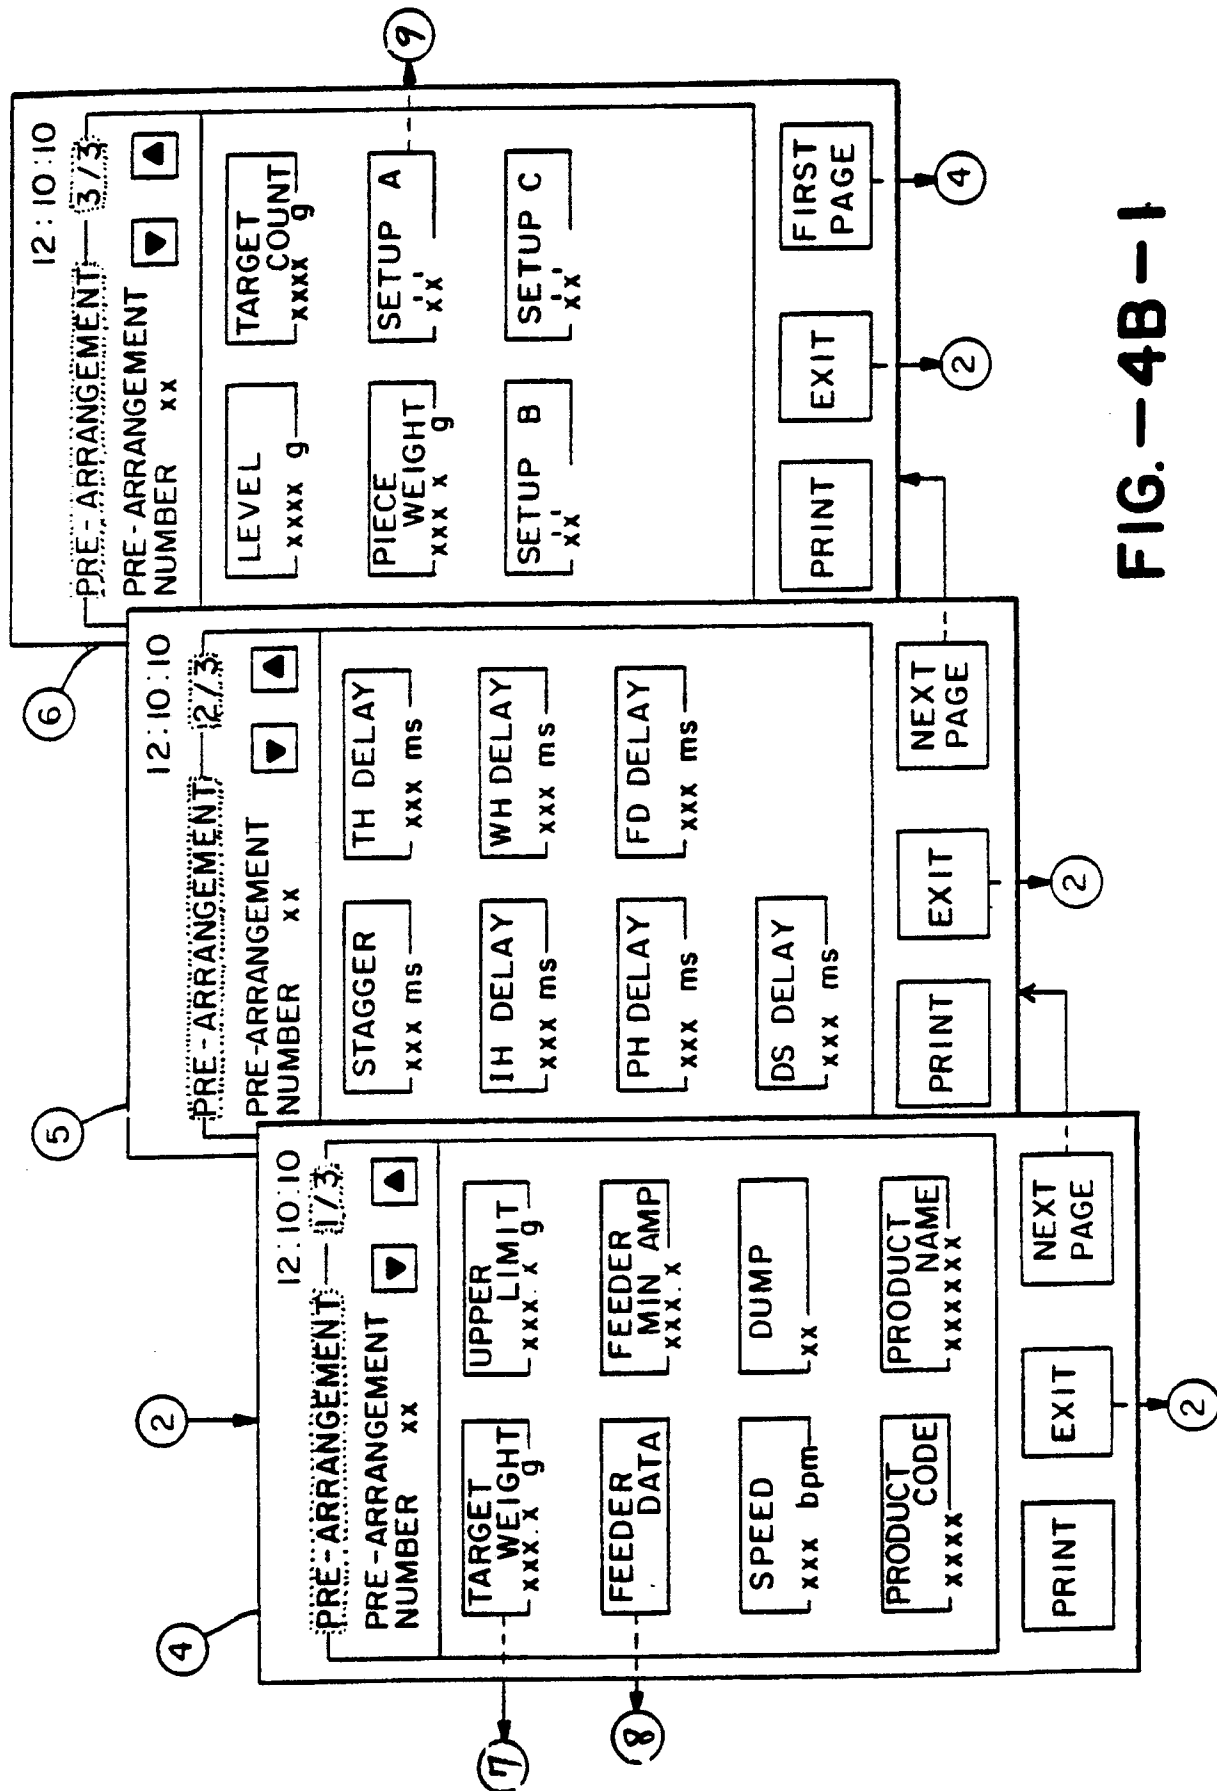 2
4
12:10:10
PRE-ARRANGEMENT 1/3
PRE-ARRANGEMENT
NUMBER xx
▼ ▲
TARGET
WEIGHT
xxx.x g
UPPER
LIMIT
xxx.x g
7
FEEDER
DATA
FEEDER
MIN AMP
xxx.x
8
SPEED
xxx bpm
DUMP
xx
PRODUCT
CODE
xxxx
PRODUCT
NAME
xxxxxx
PRINT
EXIT
NEXT
PAGE
2
5
12:10:10
PRE-ARRANGEMENT 2/3
PRE-ARRANGEMENT
NUMBER xx
▼ ▲
STAGGER
xxx ms
TH DELAY
xxx ms
IH DELAY
xxx ms
WH DELAY
xxx ms
PH DELAY
xxx ms
FD DELAY
xxx ms
DS DELAY
xxx ms
PRINT
EXIT
NEXT
PAGE
2
6
12:10:10
PRE-ARRANGEMENT 3/3
PRE-ARRANGEMENT
NUMBER xx
▼ ▲
LEVEL
xxxx g
TARGET
COUNT
xxxx g
PIECE
WEIGHT
xxx x g
SETUP A
'xx'
9
SETUP B
'xx'
SETUP C
'xx'
PRINT
EXIT
FIRST
PAGE
2
4
FIG.-4B-1